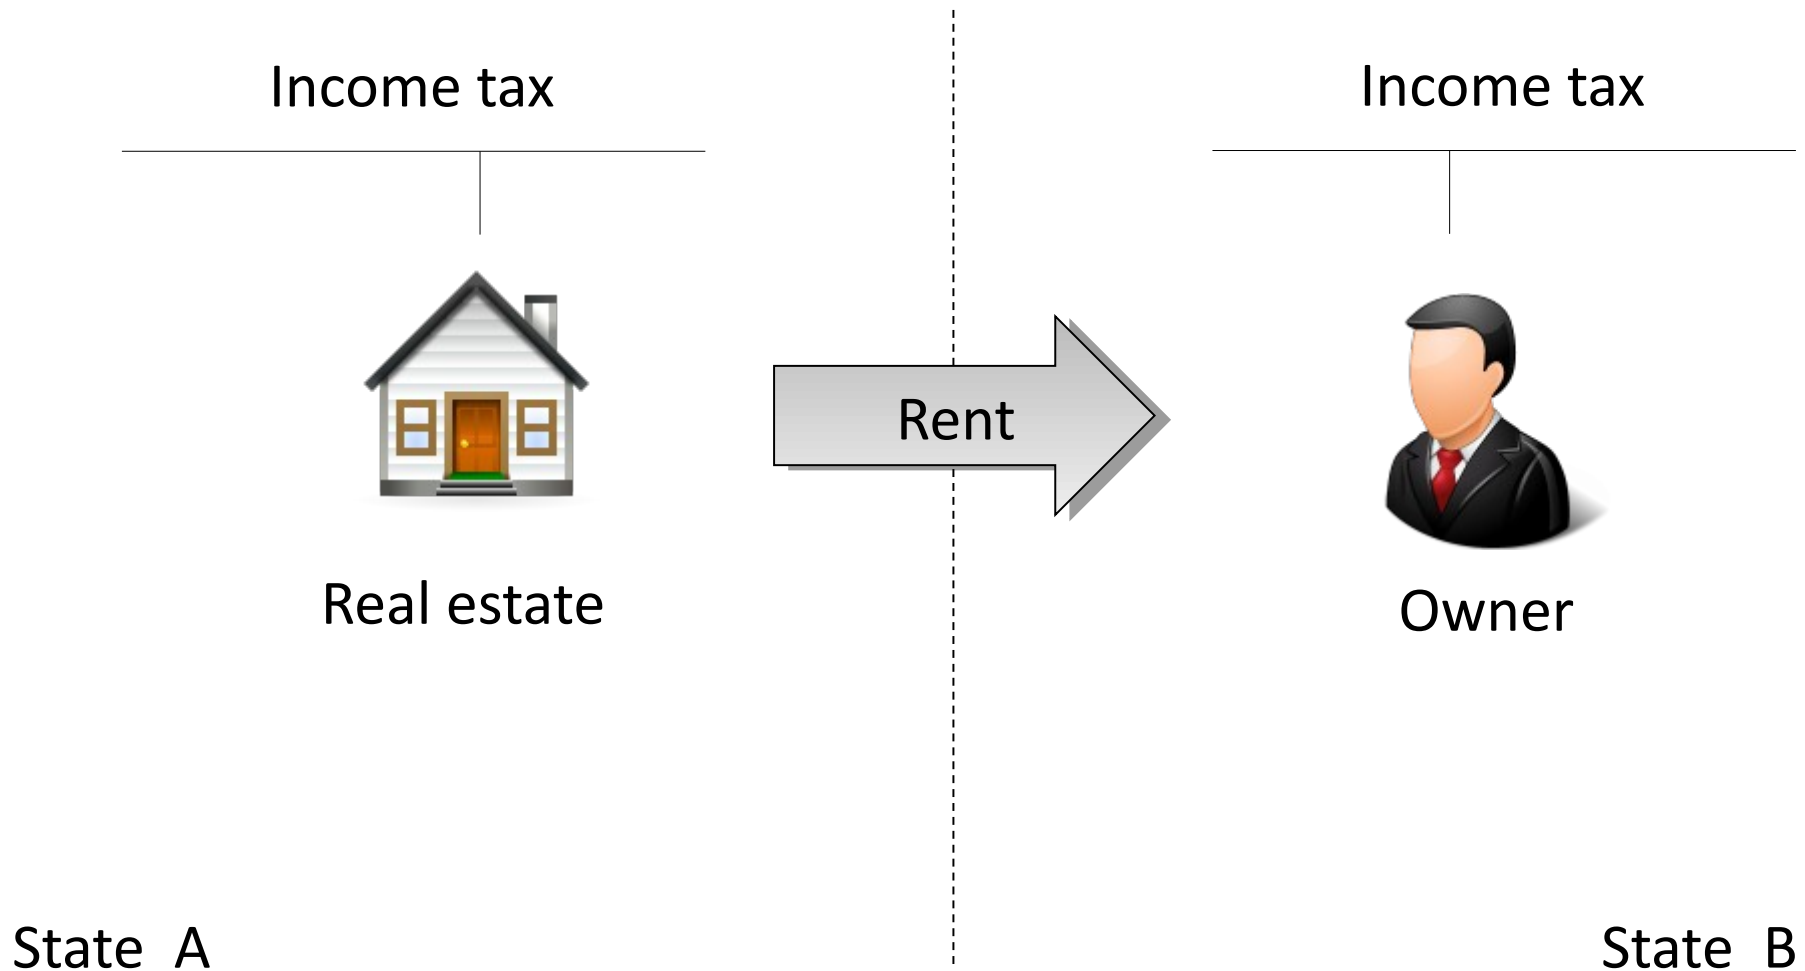 Income tax
Income tax
Rent
Real estate
Owner
State A
State B